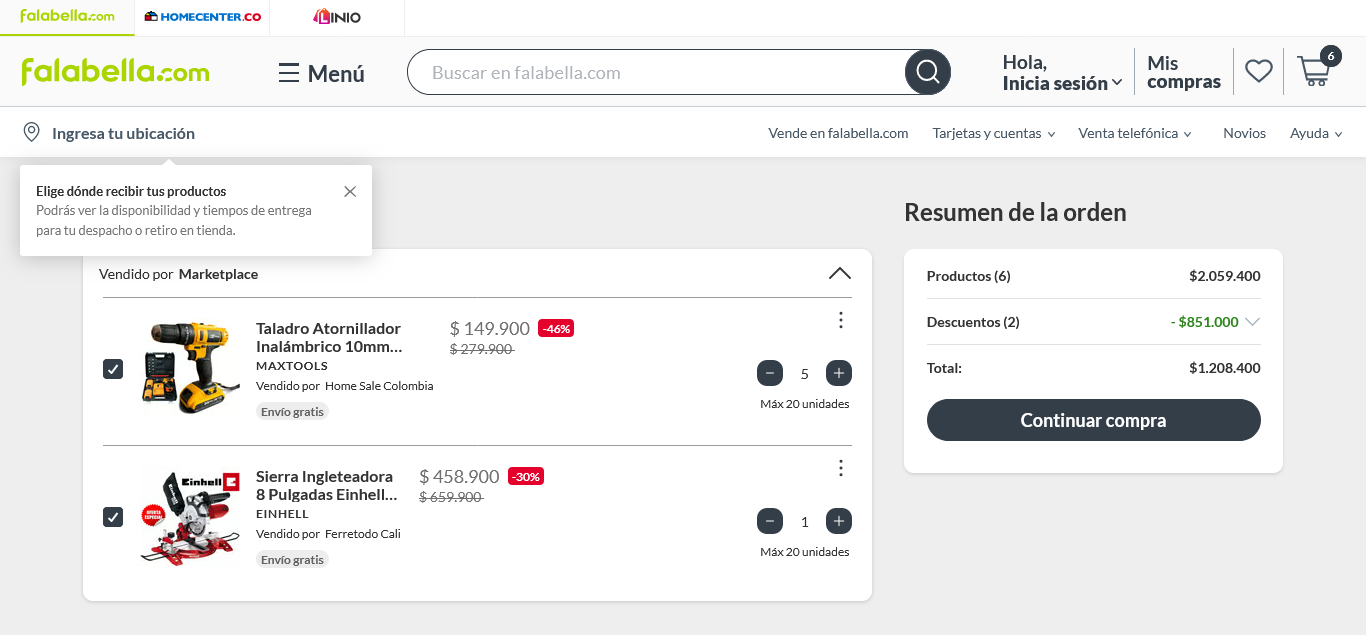 falabella.com
HOMECENTER.CO
LINIO
falabella.com
Menú
Buscar en falabella.com
Hola,
Inicia sesión
Mis
compras
6
Ingresa tu ubicación
Vende en falabella.com
Tarjetas y cuentas
Venta telefónica
Novios
Ayuda
Elige dónde recibir tus productos
Podrás ver la disponibilidad y tiempos de entrega
para tu despacho o retiro en tienda.
Vendido por Marketplace
Taladro Atornillador
Inalámbrico 10mm...
MAXTOOLS
Vendido por Home Sale Colombia
Envío gratis
$ 149.900 -46%
$ 279.900
5
Máx 20 unidades
Einhell
OFERTA
ESPECIAL
Sierra Ingleteadora
8 Pulgadas Einhell...
EINHELL
Vendido por Ferretodo Cali
Envío gratis
$ 458.900 -30%
$ 659.900
1
Máx 20 unidades
Resumen de la orden
Productos (6) $2.059.400
Descuentos (2) - $851.000
Total: $1.208.400
Continuar compra